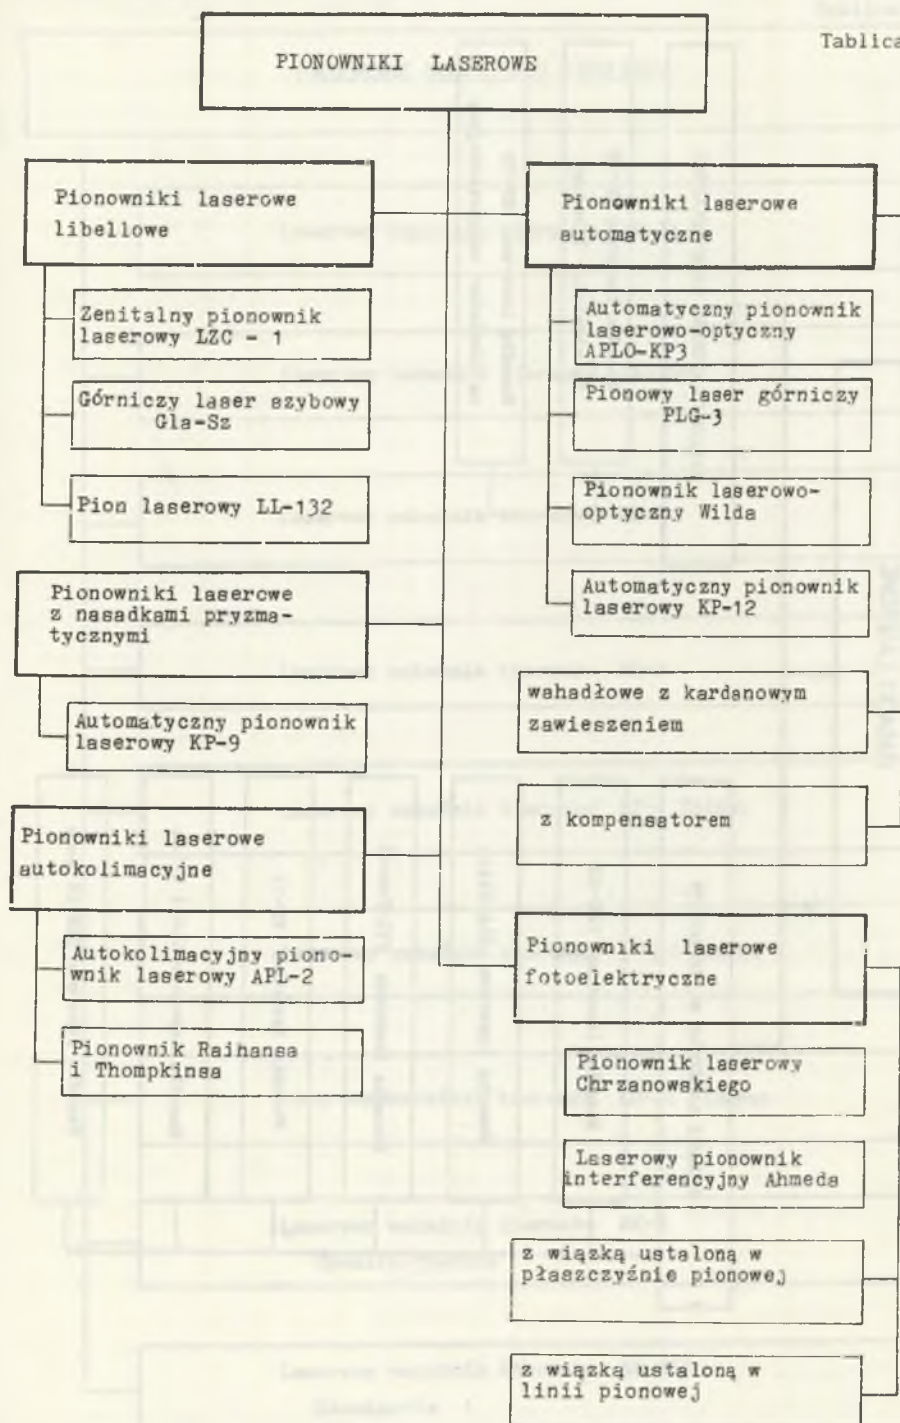 Tablica
PIONOWNIKI LASEROWE
Pionowniki laserowe
libellowe
Zenitalny pionownik
laserowy LZC - 1
Górniczy laser szybowy
Gla-Sz
Pion laserowy LL-132
Pionowniki laserowe
z nasadkami pryzma-
tycznymi
Automatyczny pionownik
laserowy KP-9
Pionowniki laserowe
autokolimacyjne
Autokolimacyjny piono-
wnik laserowy APL-2
Pionownik Raihansa
i Thompkinsa
Pionowniki laserowe
automatyczne
Automatyczny pionownik
laserowo-optyczny
APLO-KP3
Pionowy laser górniczy
PLG-3
Pionownik laserowo-
optyczny Wilda
Automatyczny pionownik
laserowy KP-12
wahadłowe z kardanowym
zawieszeniem
z kompensatorem
Pionowniki laserowe
fotoelektryczne
Pionownik laserowy
Chrzanowskiego
Laserowy pionownik
interferencyjny Ahmeda
z wiązką ustaloną w
płaszczyźnie pionowej
z wiązką ustaloną w
linii pionowej